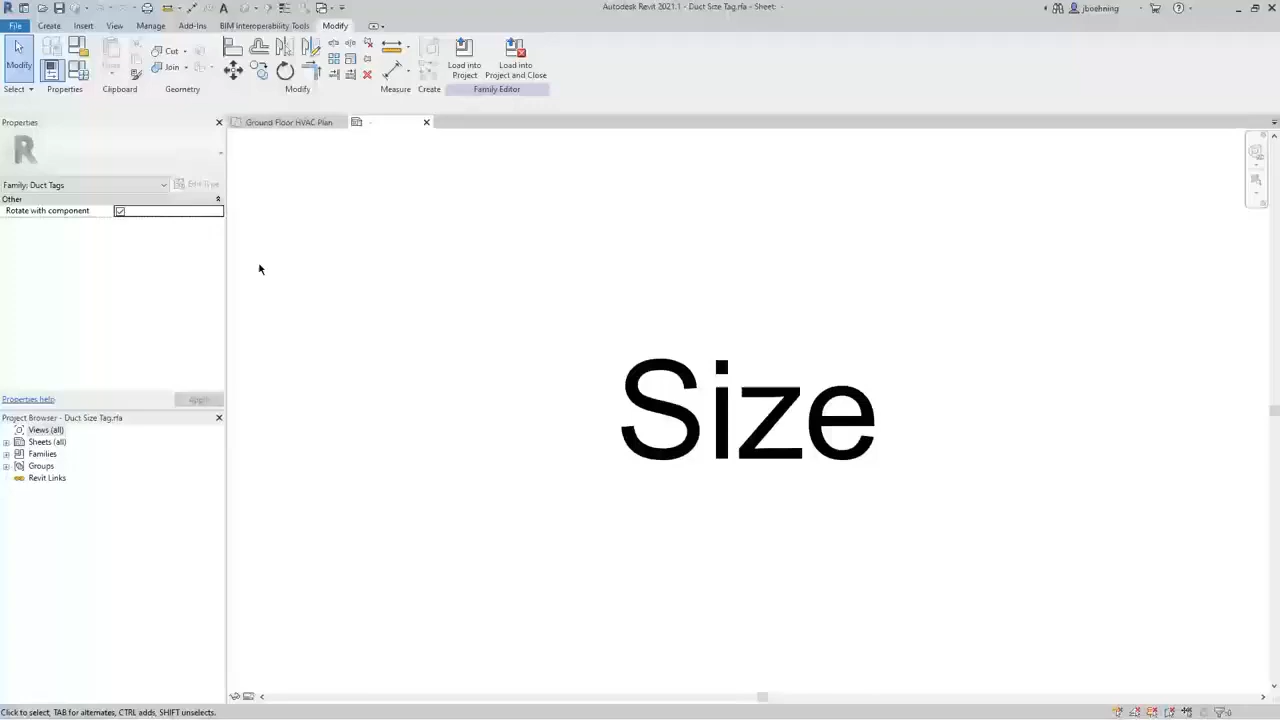 Autodesk Revit 2021.1 - Duct Size Tag.rfa - Sheet: -
jboehning
File Create Insert View Manage Add-Ins BIM Interoperability Tools Modify
Modify
Cut
Join
Load into Project
Load into Project and Close
Select Properties Clipboard Geometry Modify Measure Create Family Editor
Properties
Ground Floor HVAC Plan
-
R
Family: Duct Tags
Edit Type
Other
Rotate with component
Size
Properties help
Apply
Project Browser - Duct Size Tag.rfa
Views (all)
Sheets (all)
Families
Groups
Revit Links
Click to select, TAB for alternates, CTRL adds, SHIFT unselects.
:0